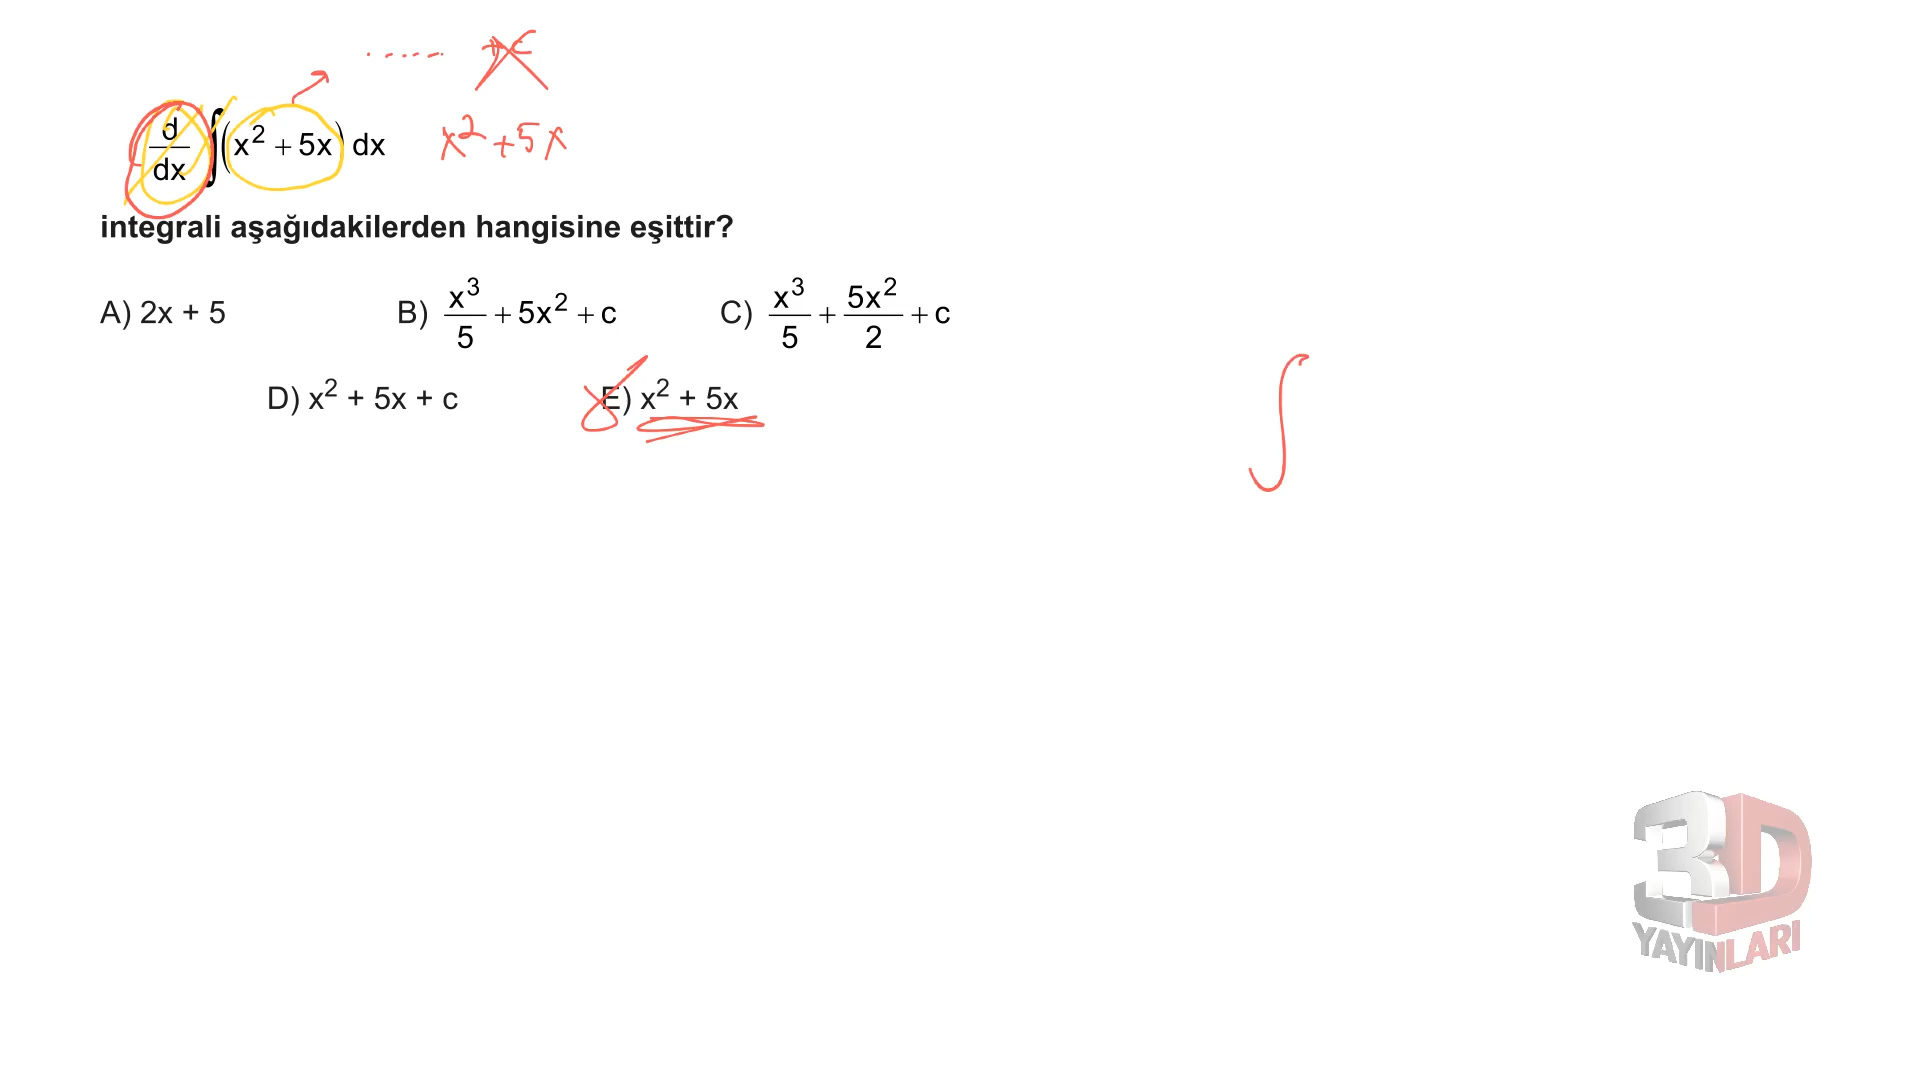 ..... +c
d/dx ∫(x² + 5x) dx x² + 5x
integrali aşağıdakilerden hangisine eşittir?
A) 2x + 5 B) x³/5 + 5x² + c C) x³/5 + 5x²/2 + c
D) x² + 5x + c E) x² + 5x
∫
3D
YAYINLARI